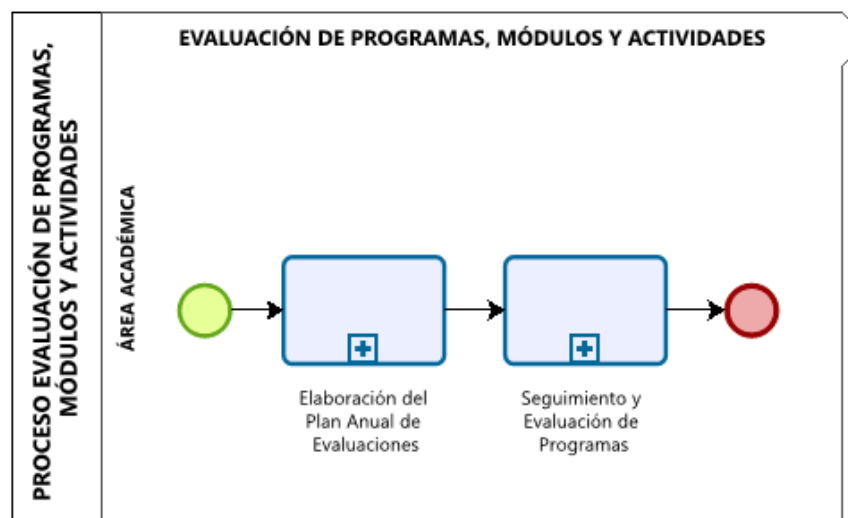 PROCESO EVALUACIÓN DE PROGRAMAS,
MÓDULOS Y ACTIVIDADES
EVALUACIÓN DE PROGRAMAS, MÓDULOS Y ACTIVIDADES
ÁREA ACADÉMICA
Elaboración del
Plan Anual de
Evaluaciones
Seguimiento y
Evaluación de
Programas